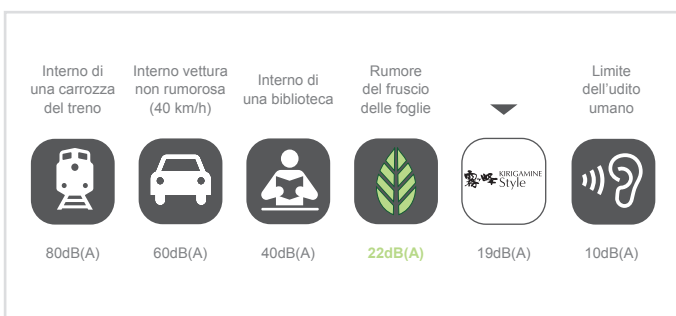 Interno di
una carrozza
del treno
Interno vettura
non rumorosa
(40 km/h)
Interno di
una biblioteca
Rumore
del fruscio
delle foglie
Limite
dell'udito
umano
霧ヶ峰 KIRIGAMINE
Style
80dB(A)
60dB(A)
40dB(A)
22dB(A)
19dB(A)
10dB(A)